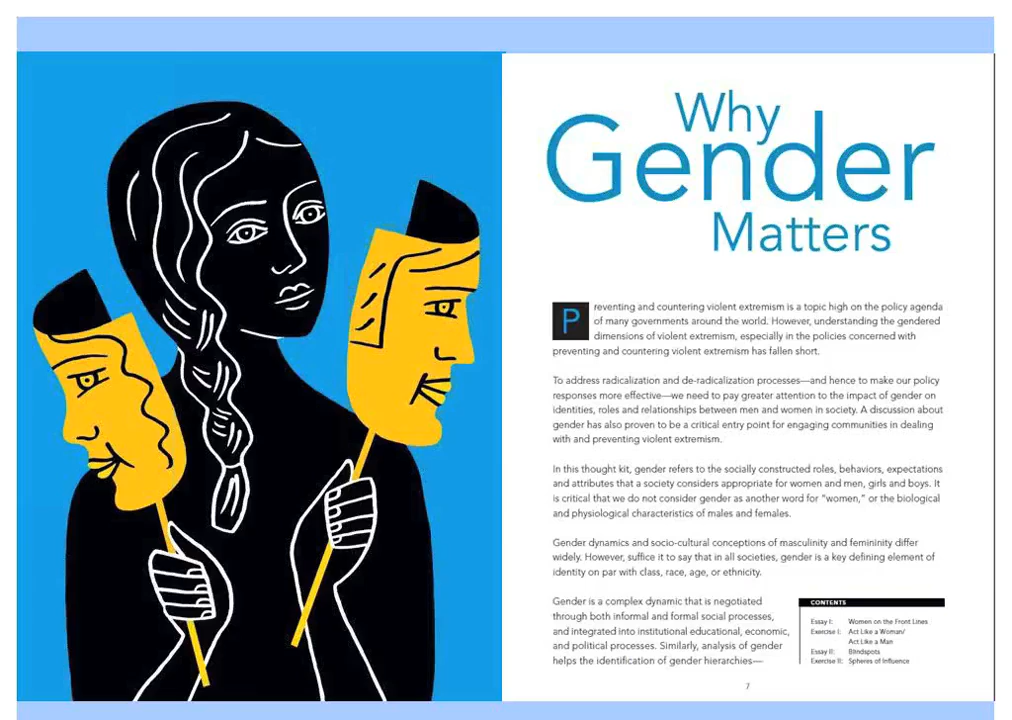 Why
Gender
Matters
Preventing and countering violent extremism is a topic high on the policy agenda
of many governments around the world. However, understanding the gendered
dimensions of violent extremism, especially in the policies concerned with
preventing and countering violent extremism has fallen short.
To address radicalization and de-radicalization processes—and hence to make our policy
responses more effective—we need to pay greater attention to the impact of gender on
identities, roles and relationships between men and women in society. A discussion about
gender has also proven to be a critical entry point for engaging communities in dealing
with and preventing violent extremism.
In this thought kit, gender refers to the socially constructed roles, behaviors, expectations
and attributes that a society considers appropriate for women and men, girls and boys. It
is critical that we do not consider gender as another word for “women,” or the biological
and physiological characteristics of males and females.
Gender dynamics and socio-cultural conceptions of masculinity and femininity differ
widely. However, suffice it to say that in all societies, gender is a key defining element of
identity on par with class, race, age, or ethnicity.
Gender is a complex dynamic that is negotiated
through both informal and formal social processes,
and integrated into institutional educational, economic,
and political processes. Similarly, analysis of gender
helps the identification of gender hierarchies—
CONTENTS
Essay I: Women on the Front Lines
Exercise I: Act Like a Woman/
Act Like a Man
Essay II: Blindspots
Exercise II: Spheres of Influence
7